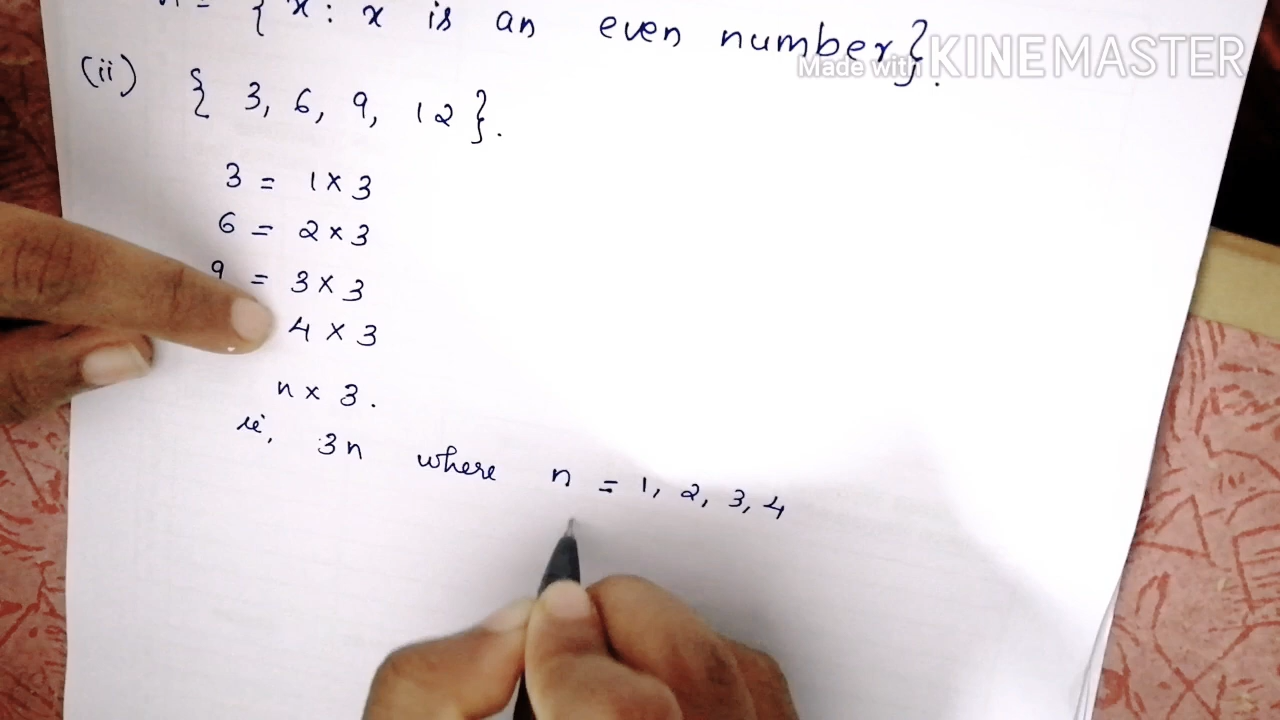 { x : x is an even number}.
Made with KINEMASTER
(ii) { 3, 6, 9, 12 }.
3 = 1 × 3
6 = 2 × 3
9 = 3 × 3
4 × 3
n × 3.
ie, 3n where n = 1, 2, 3, 4